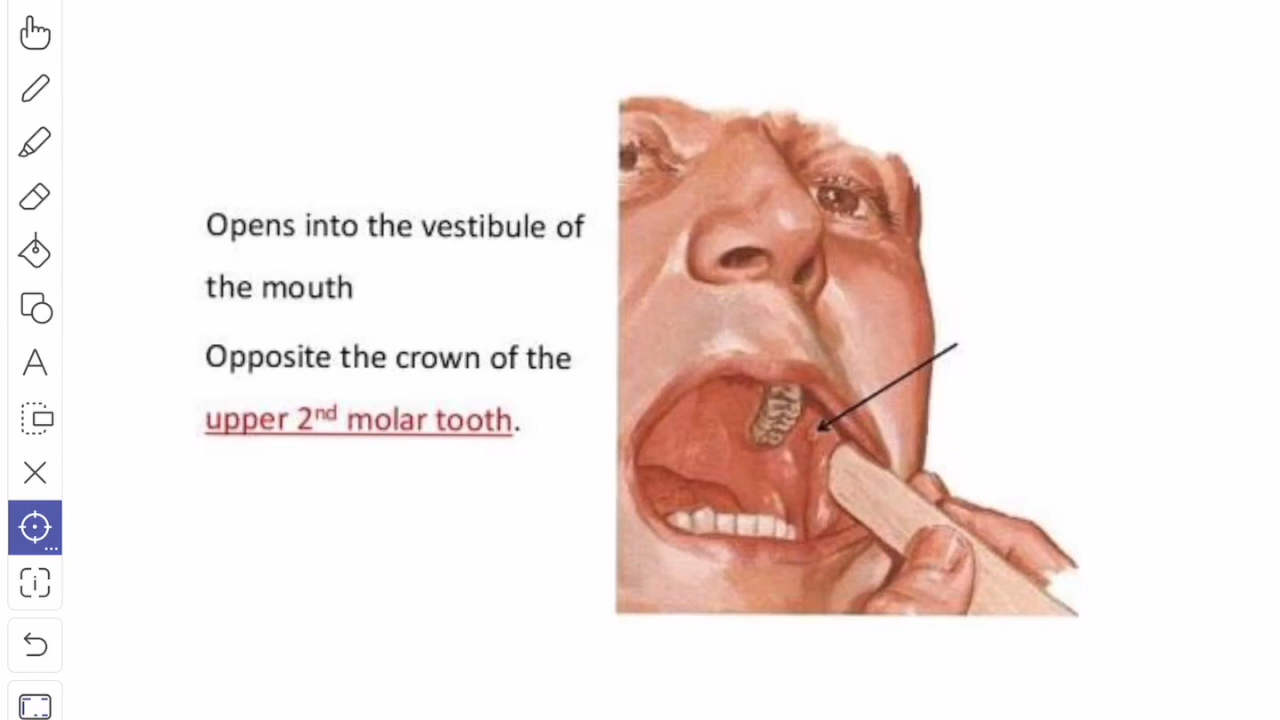 Opens into the vestibule of
the mouth
Opposite the crown of the
upper 2nd molar tooth.